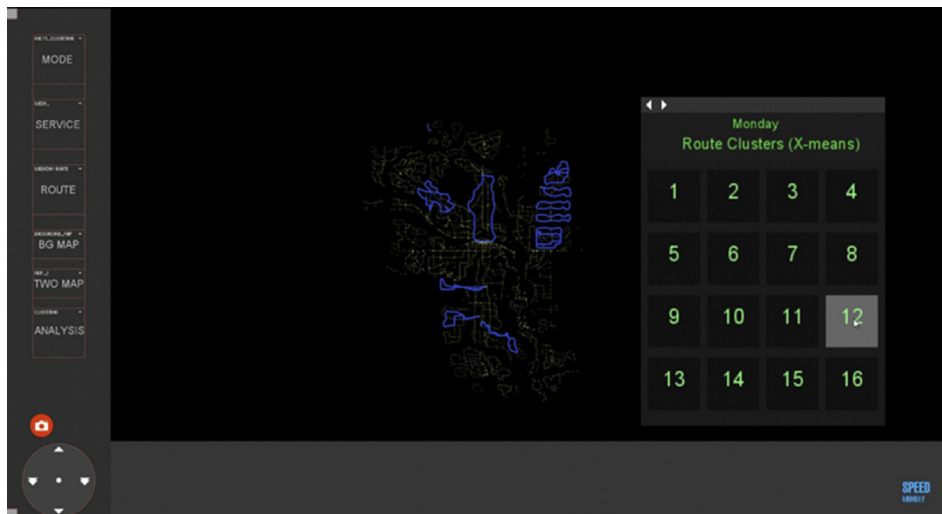 MODE
SERVICE
ROUTE
BG MAP
TWO MAP
ANALYSIS
Monday
Route Clusters (X-means)
1 2 3 4
5 6 7 8
9 10 11 12
13 14 15 16
SPEED
MONDAY